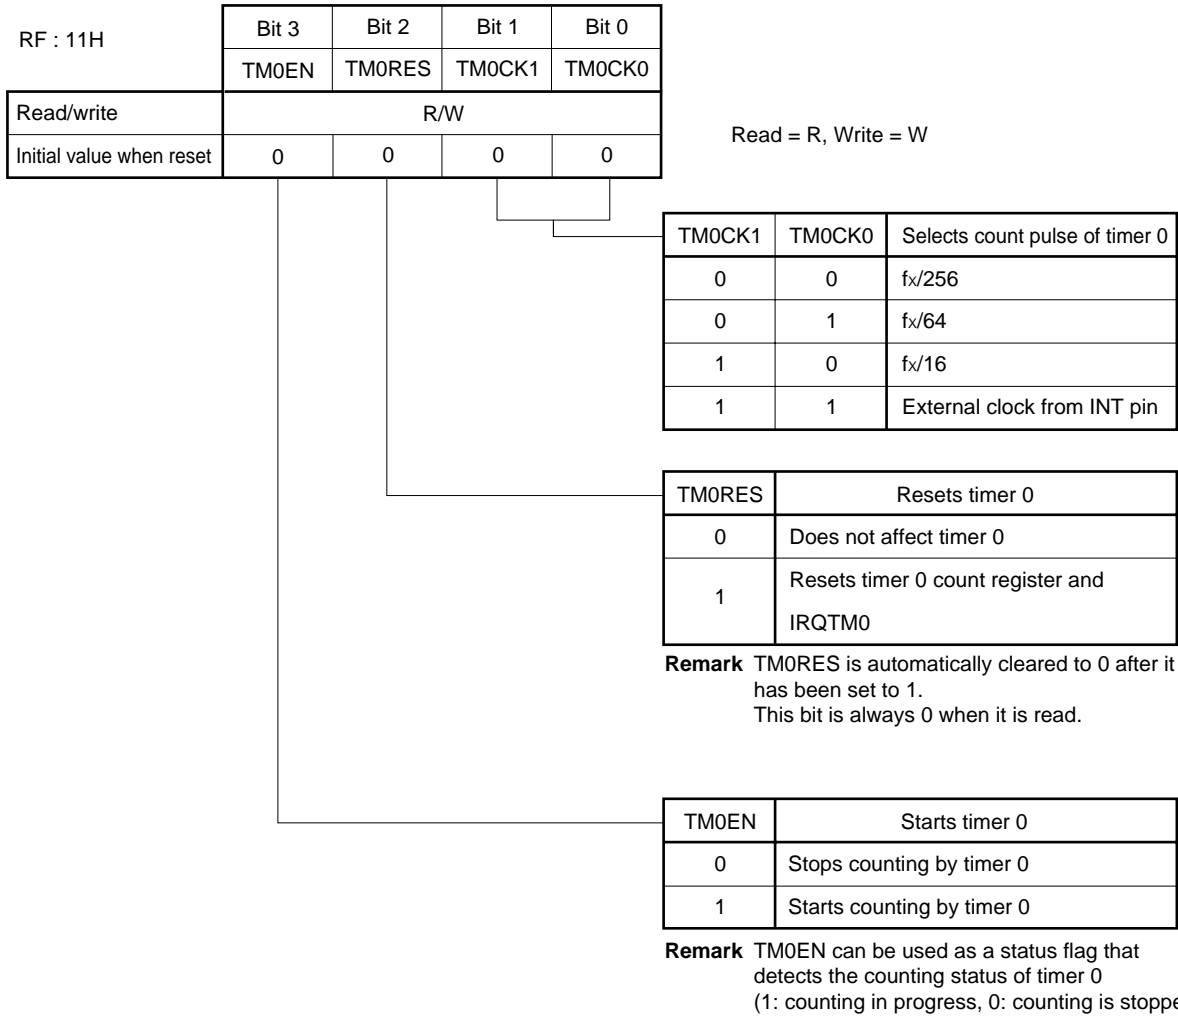 RF : 11H
Bit 3 Bit 2 Bit 1 Bit 0
TM0EN TM0RES TM0CK1 TM0CK0
Read/write R/W
Initial value when reset 0 0 0 0
Read = R, Write = W
TM0CK1 TM0CK0 Selects count pulse of timer 0
0 0 fx/256
0 1 fx/64
1 0 fx/16
1 1 External clock from INT pin
TM0RES Resets timer 0
0 Does not affect timer 0
1 Resets timer 0 count register and
IRQTM0
Remark TM0RES is automatically cleared to 0 after it
has been set to 1.
This bit is always 0 when it is read.
TM0EN Starts timer 0
0 Stops counting by timer 0
1 Starts counting by timer 0
Remark TM0EN can be used as a status flag that
detects the counting status of timer 0
(1: counting in progress, 0: counting is stoppe